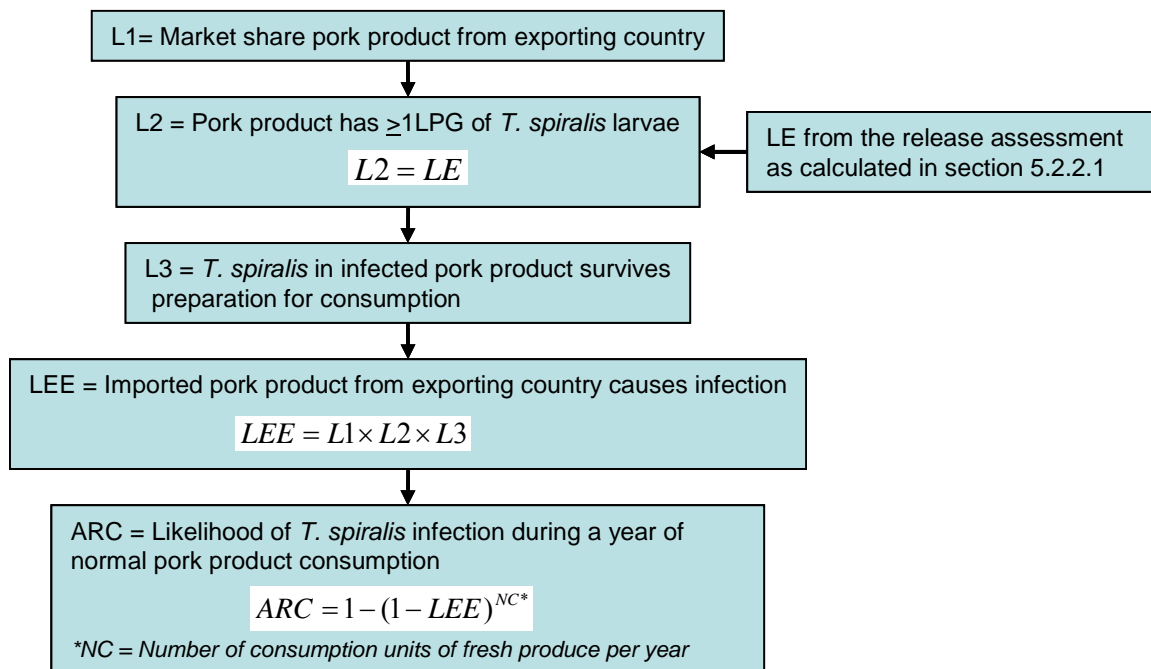 L1= Market share pork product from exporting country
L2 = Pork product has ≥1LPG of T. spiralis larvae
L2 = LE
LE from the release assessment
as calculated in section 5.2.2.1
L3 = T. spiralis in infected pork product survives
preparation for consumption
LEE = Imported pork product from exporting country causes infection
LEE = L1 × L2 × L3
ARC = Likelihood of T. spiralis infection during a year of
normal pork product consumption
ARC = 1 − (1 − LEE)^{NC*}
*NC = Number of consumption units of fresh produce per year